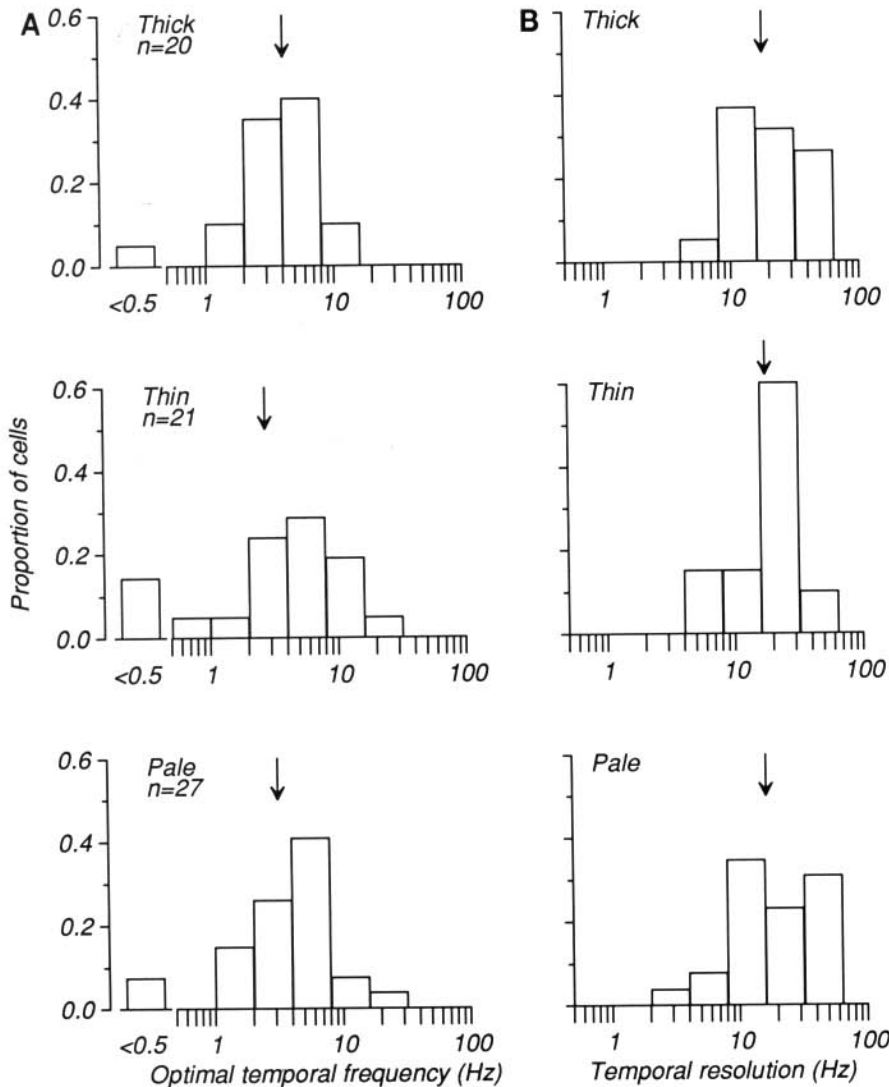 A
Thick
n=20
0.6
0.4
0.2
0.0
<0.5
1
10
100
B
Thick
1
10
100
Proportion of cells
Thin
n=21
0.6
0.4
0.2
0.0
<0.5
1
10
100
Thin
1
10
100
Pale
n=27
0.6
0.4
0.2
0.0
<0.5
1
10
100
Optimal temporal frequency (Hz)
Pale
1
10
100
Temporal resolution (Hz)